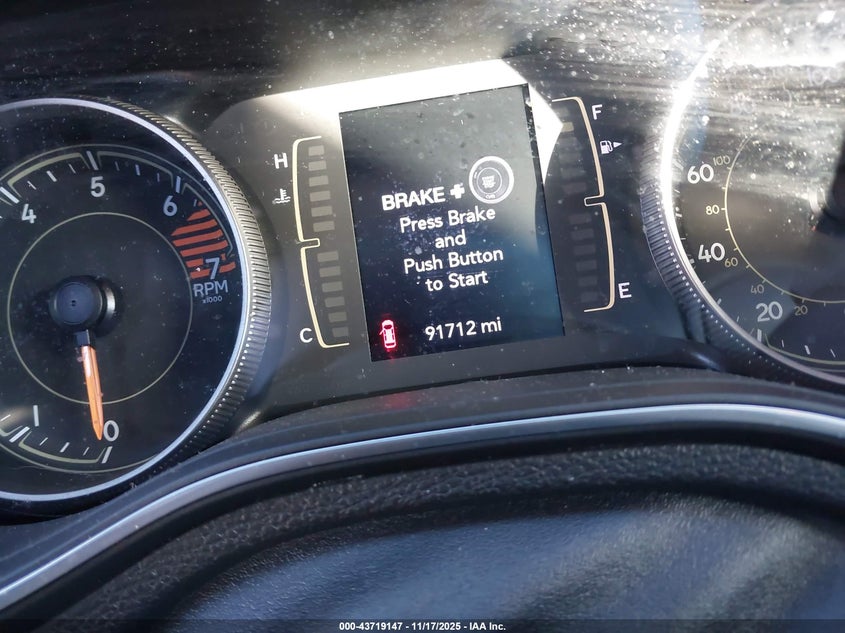 4
5
6
7
RPM
x1000
1
0
H
C
BRAKE +
Press Brake
and
Push Button
to Start
91712 mi
F
E
60
100
80
40
60
20
20
000-43719147 - 11/17/2025 - IAA Inc.